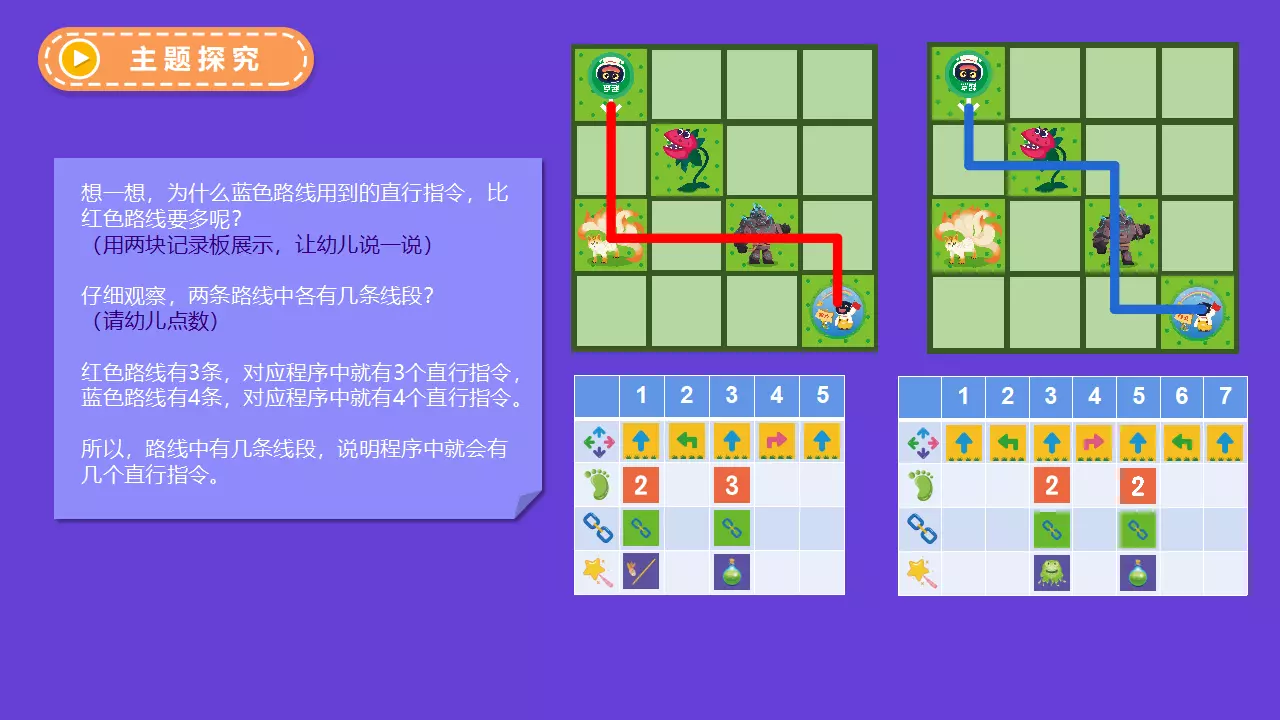 主题探究
想一想，为什么蓝色路线用到的直行指令，比
红色路线要多呢？
（用两块记录板展示，让幼儿说一说）
仔细观察，两条路线中各有几条线段？
（请幼儿点数）
红色路线有3条，对应程序中就有3个直行指令，
蓝色路线有4条，对应程序中就有4个直行指令。
所以，路线中有几条线段，说明程序中就会有
几个直行指令。
起点
起点
1 2 3 4 5
2 3
1 2 3 4 5 6 7
2 2